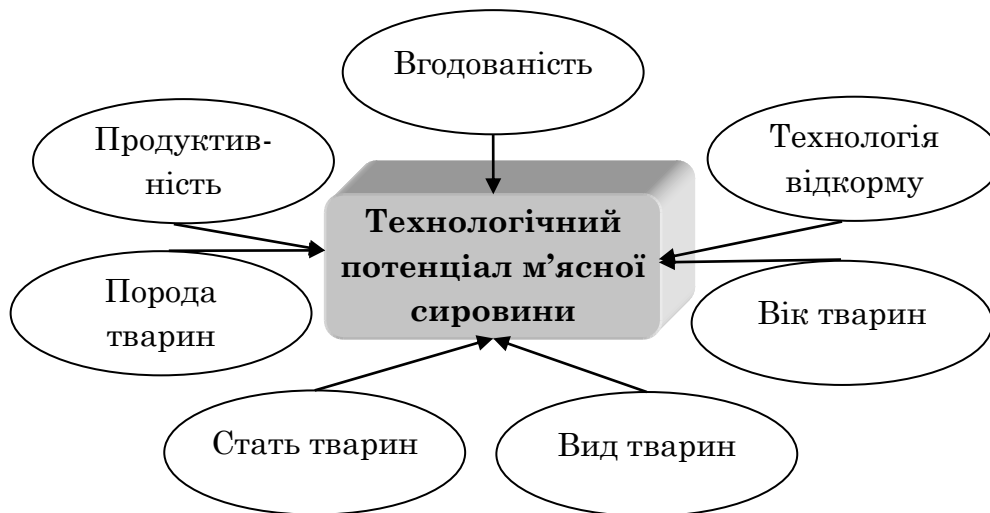 Вгодованість
Продуктив-
ність
Технологія
відкорму
Технологічний
потенціал м’ясної
сировини
Порода
тварин
Вік тварин
Стать тварин
Вид тварин